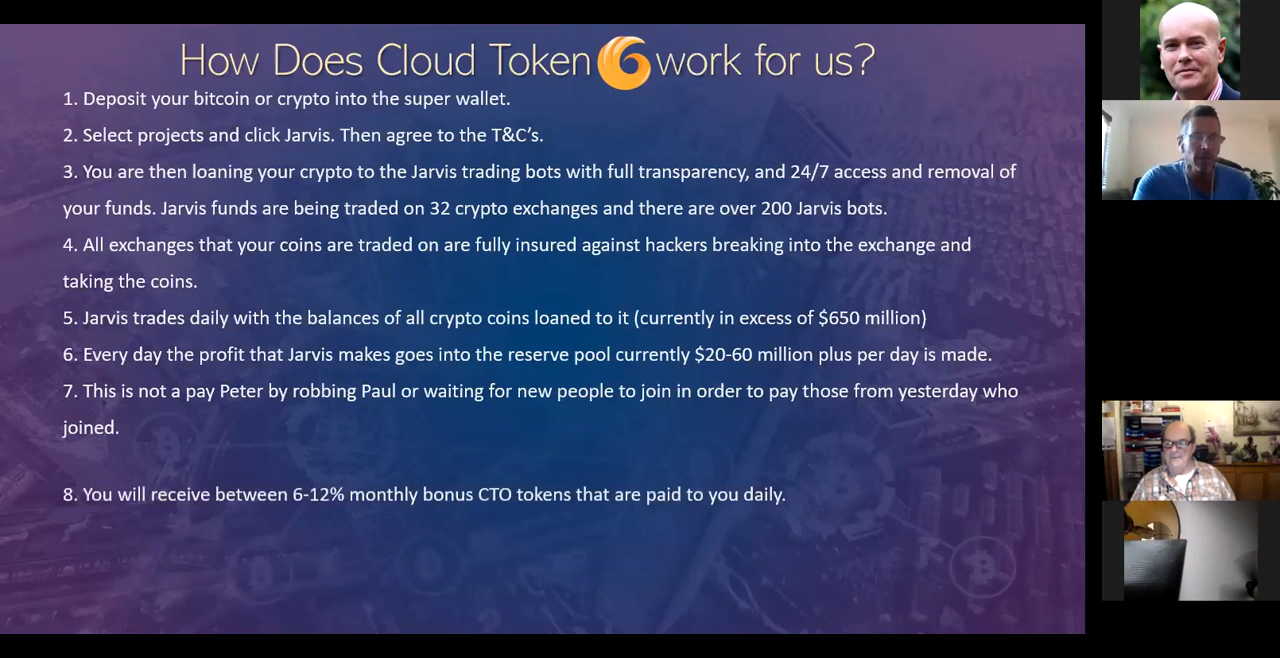 How Does Cloud Token work for us?
1. Deposit your bitcoin or crypto into the super wallet.
2. Select projects and click Jarvis. Then agree to the T&C’s.
3. You are then loaning your crypto to the Jarvis trading bots with full transparency, and 24/7 access and removal of
your funds. Jarvis funds are being traded on 32 crypto exchanges and there are over 200 Jarvis bots.
4. All exchanges that your coins are traded on are fully insured against hackers breaking into the exchange and
taking the coins.
5. Jarvis trades daily with the balances of all crypto coins loaned to it (currently in excess of $650 million)
6. Every day the profit that Jarvis makes goes into the reserve pool currently $20-60 million plus per day is made.
7. This is not a pay Peter by robbing Paul or waiting for new people to join in order to pay those from yesterday who
joined.
8. You will receive between 6-12% monthly bonus CTO tokens that are paid to you daily.